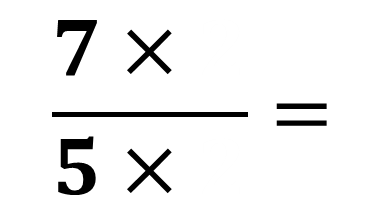 7 ×
=
5 ×